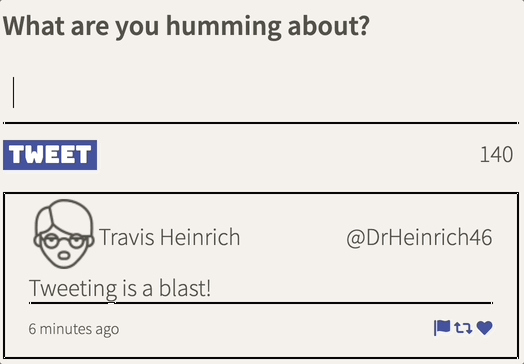 What are you humming about?
TWEET 140
Travis Heinrich @DrHeinrich46
Tweeting is a blast!
6 minutes ago